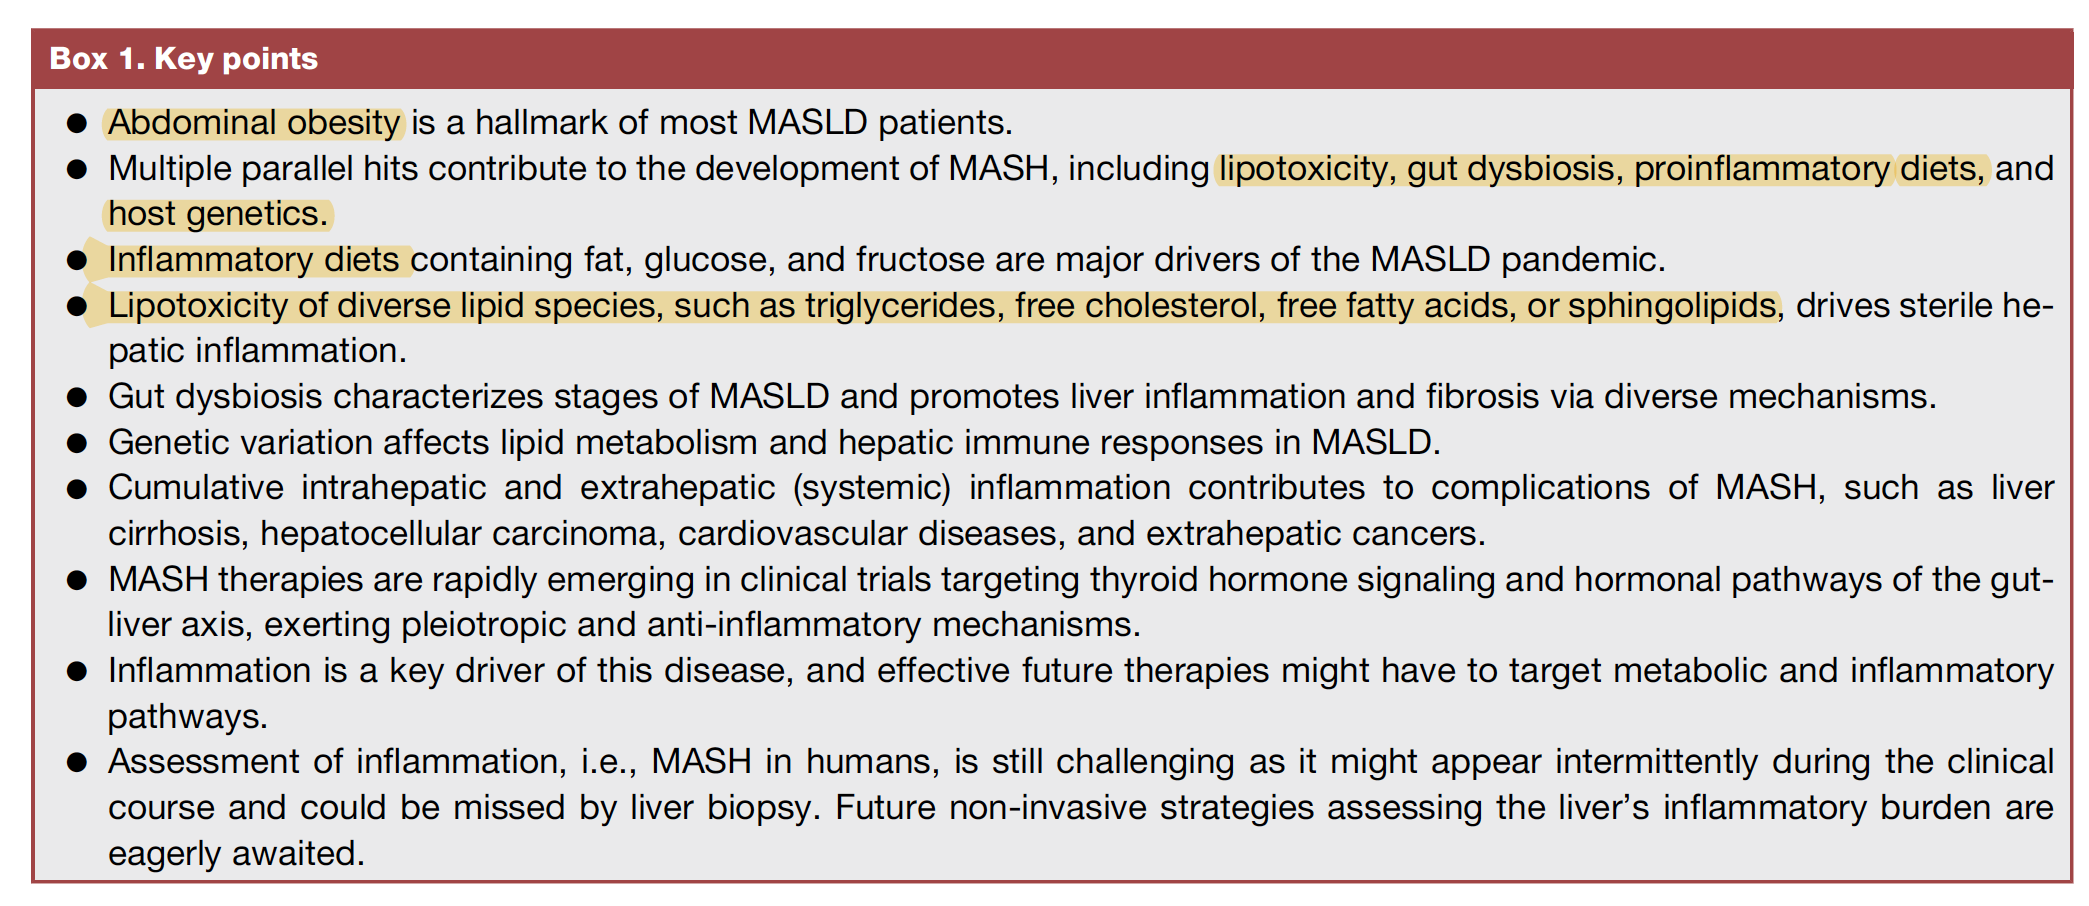 Box 1. Key points
● Abdominal obesity is a hallmark of most MASLD patients.
● Multiple parallel hits contribute to the development of MASH, including lipotoxicity, gut dysbiosis, proinflammatory diets, and
host genetics.
● Inflammatory diets containing fat, glucose, and fructose are major drivers of the MASLD pandemic.
● Lipotoxicity of diverse lipid species, such as triglycerides, free cholesterol, free fatty acids, or sphingolipids, drives sterile he-
patic inflammation.
● Gut dysbiosis characterizes stages of MASLD and promotes liver inflammation and fibrosis via diverse mechanisms.
● Genetic variation affects lipid metabolism and hepatic immune responses in MASLD.
● Cumulative intrahepatic and extrahepatic (systemic) inflammation contributes to complications of MASH, such as liver
cirrhosis, hepatocellular carcinoma, cardiovascular diseases, and extrahepatic cancers.
● MASH therapies are rapidly emerging in clinical trials targeting thyroid hormone signaling and hormonal pathways of the gut-
liver axis, exerting pleiotropic and anti-inflammatory mechanisms.
● Inflammation is a key driver of this disease, and effective future therapies might have to target metabolic and inflammatory
pathways.
● Assessment of inflammation, i.e., MASH in humans, is still challenging as it might appear intermittently during the clinical
course and could be missed by liver biopsy. Future non-invasive strategies assessing the liver’s inflammatory burden are
eagerly awaited.